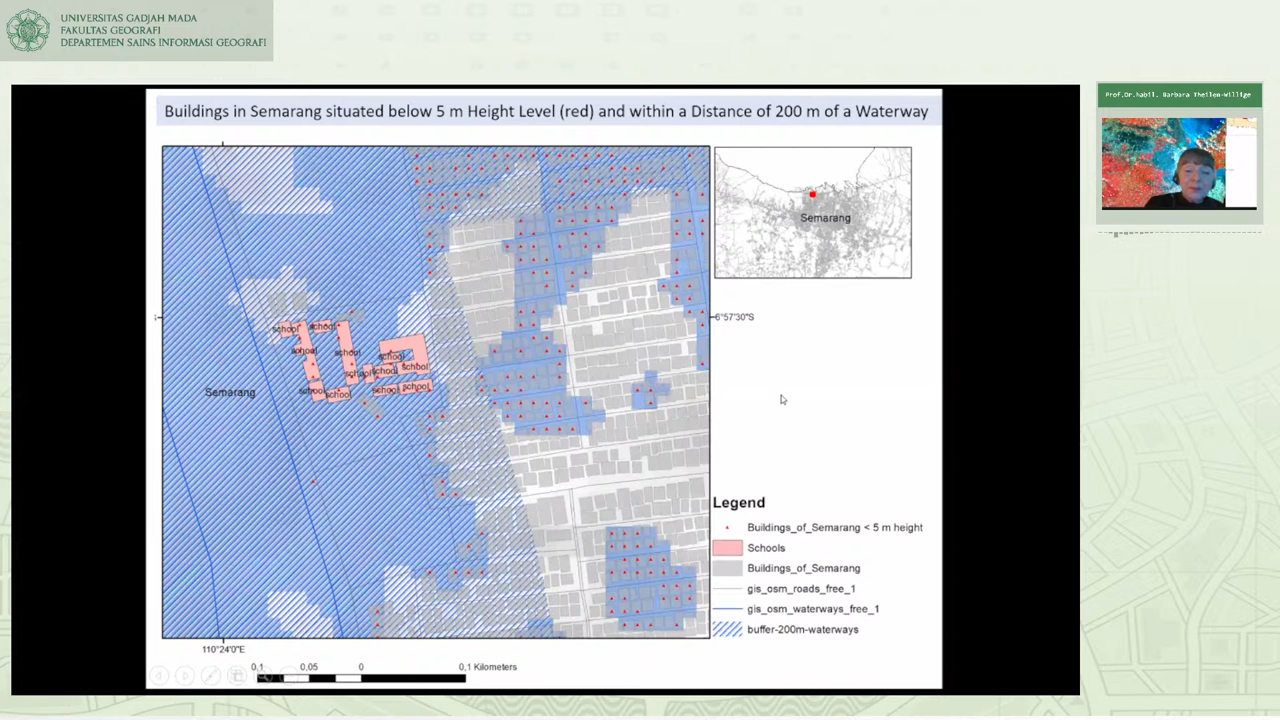 UNIVERSITAS GADJAH MADA
FAKULTAS GEOGRAFI
DEPARTEMEN SAINS INFORMASI GEOGRAFI
Prof.Dr.habil. Barbara Theilen-Willige
Buildings in Semarang situated below 5 m Height Level (red) and within a Distance of 200 m of a Waterway
Semarang
6°57'30"S
school
school
school
school
school
school
school
school
school
school
school
Semarang
110°24'0"E
0,1 0,05 0 0,1 Kilometers
Legend
Buildings_of_Semarang < 5 m height
Schools
Buildings_of_Semarang
gis_osm_roads_free_1
gis_osm_waterways_free_1
buffer-200m-waterways